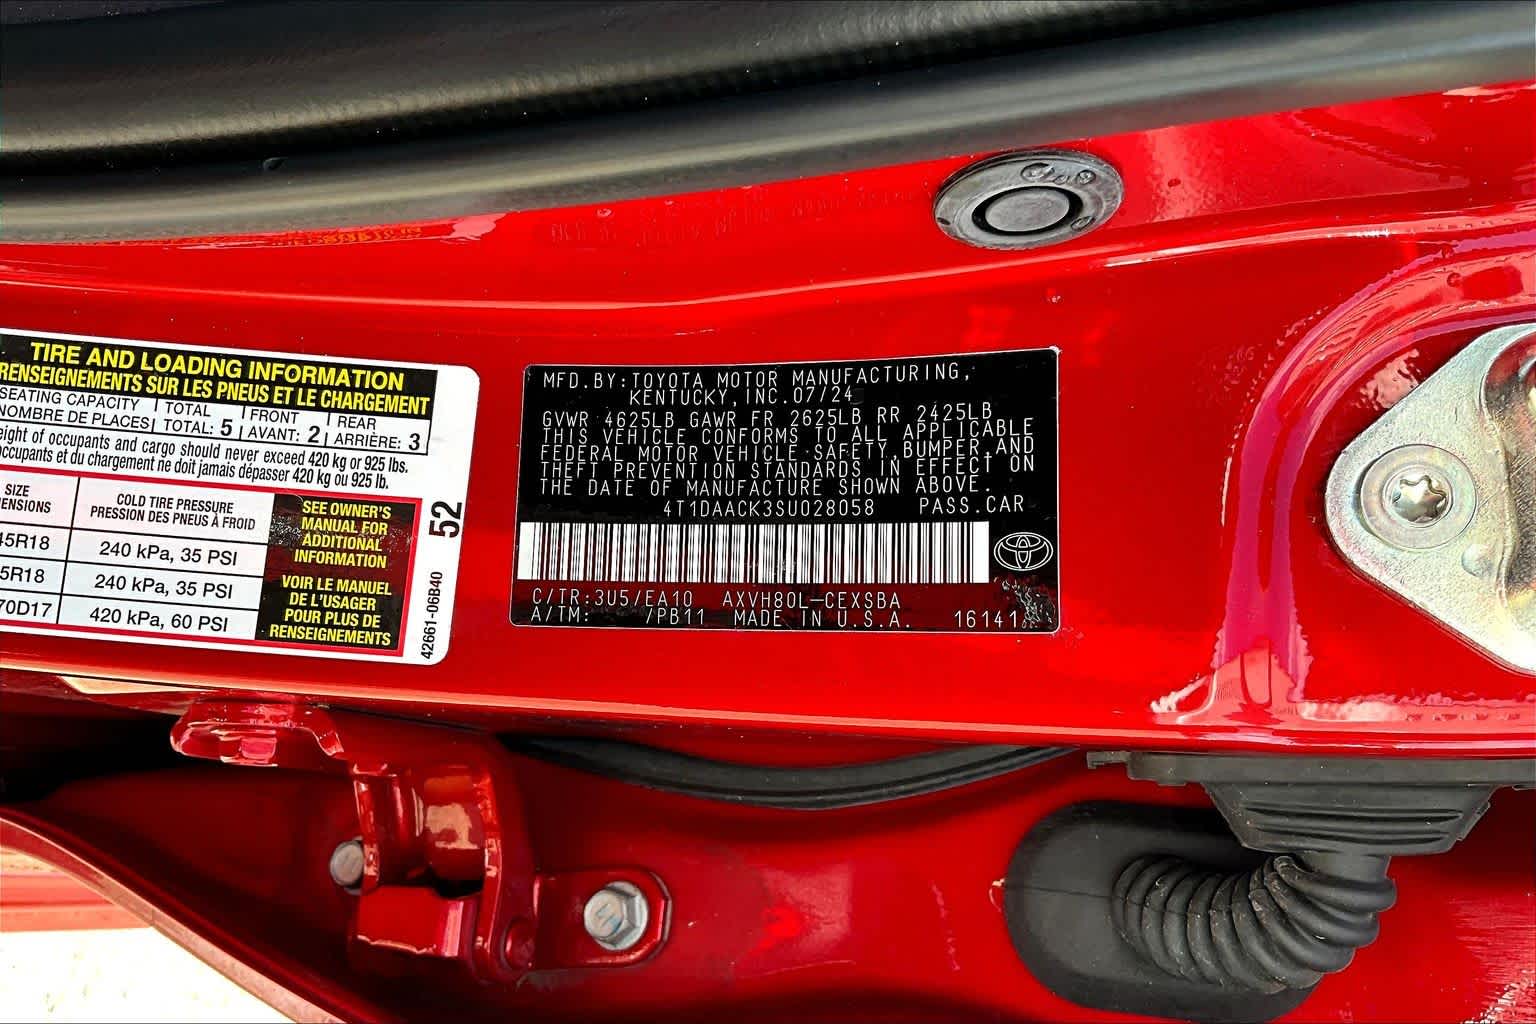 TIRE AND LOADING INFORMATION
RENSEIGNEMENTS SUR LES PNEUS ET LE CHARGEMENT
SEATING CAPACITY TOTAL FRONT REAR
NOMBRE DE PLACES TOTAL: 5 AVANT: 2 ARRIÈRE: 3
of occupants and cargo should never exceed 420 kg or 925 lbs.
occupants et du chargement ne doit jamais dépasser 420 kg ou 925 lb.
SIZE COLD TIRE PRESSURE
PRESSION DES PNEUS À FROID
45R18 240 kPa, 35 PSI
5R18 240 kPa, 35 PSI
70D17 420 kPa, 60 PSI
SEE OWNER'S
MANUAL FOR
ADDITIONAL
INFORMATION
VOIR LE MANUEL
DE L'USAGER
POUR PLUS DE
RENSEIGNEMENTS
52
42661-06B40
MFD.BY:TOYOTA MOTOR MANUFACTURING,
KENTUCKY,INC.07/24
GVWR 4625LB GAWR FR 2625LB RR 2425LB
THIS VEHICLE CONFORMS TO ALL APPLICABLE
FEDERAL MOTOR VEHICLE SAFETY,BUMPER,AND
THEFT PREVENTION STANDARDS IN EFFECT ON
THE DATE OF MANUFACTURE SHOWN ABOVE.
4T1DAACK3SU028058 PASS.CAR
C/TR:3U5/EA10 AXVH80L-CEXSBA
A/TM: /PB11 MADE IN U.S.A. 16141